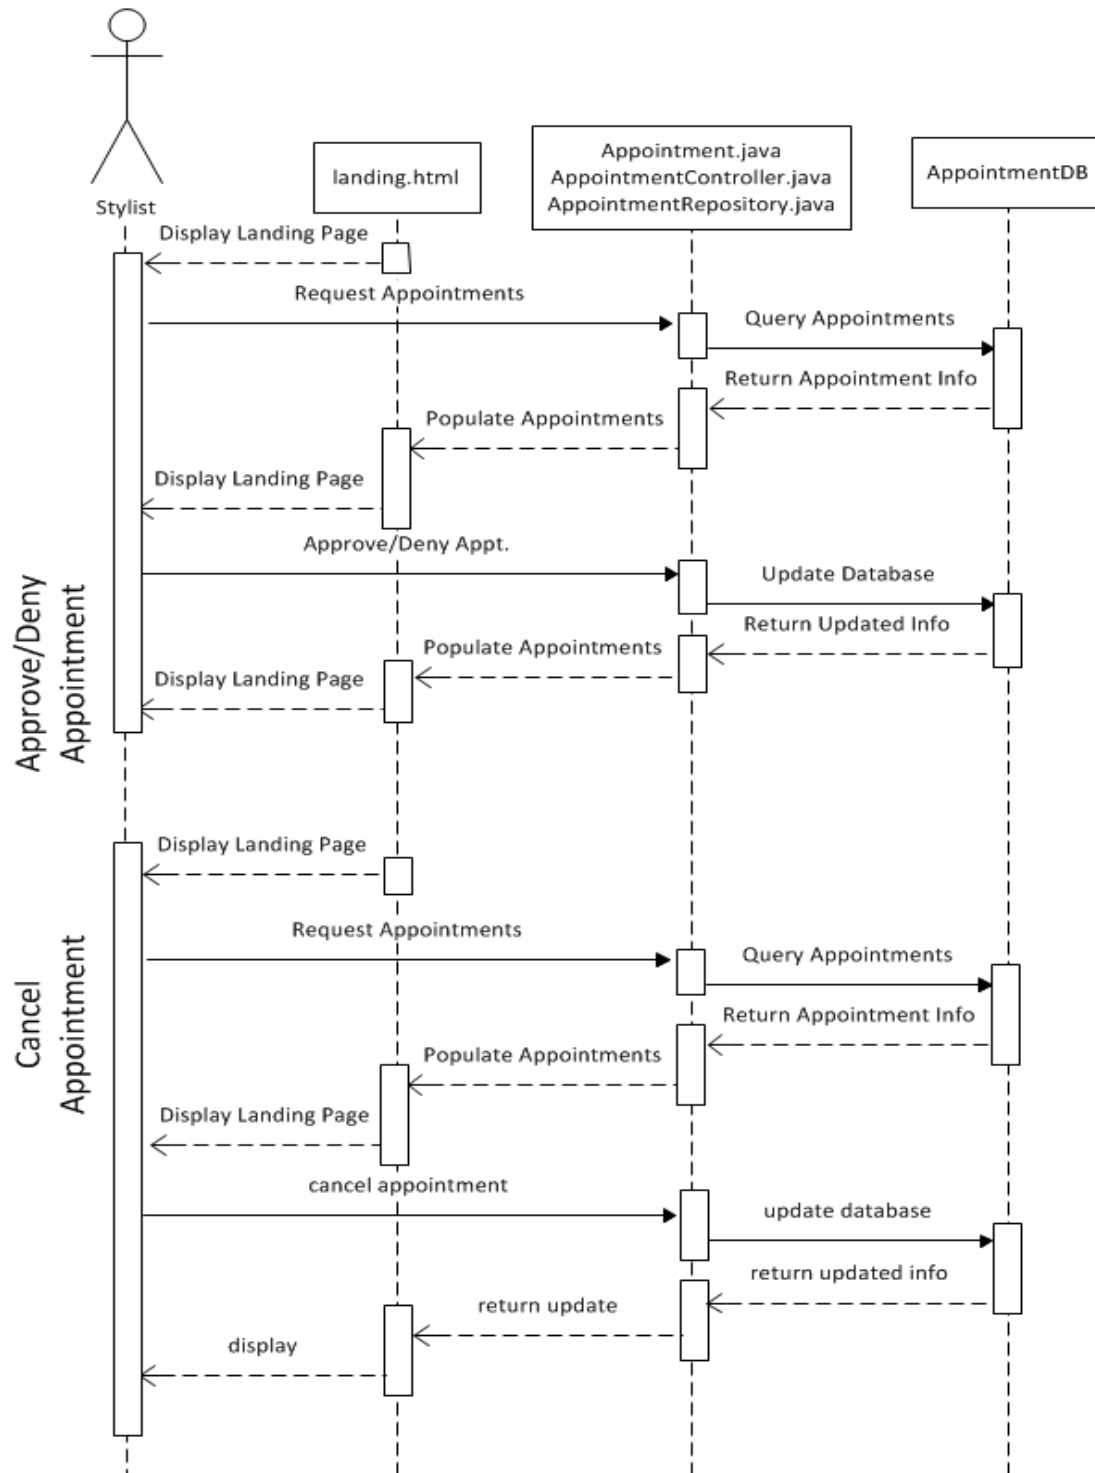 Stylist
landing.html
Appointment.java
AppointmentController.java
AppointmentRepository.java
AppointmentDB
Display Landing Page
Request Appointments
Query Appointments
Return Appointment Info
Populate Appointments
Display Landing Page
Approve/Deny Appt.
Update Database
Return Updated Info
Populate Appointments
Display Landing Page
Approve/Deny
Appointment
Display Landing Page
Request Appointments
Query Appointments
Return Appointment Info
Populate Appointments
Display Landing Page
Cancel
Appointment
cancel appointment
update database
return updated info
return update
display